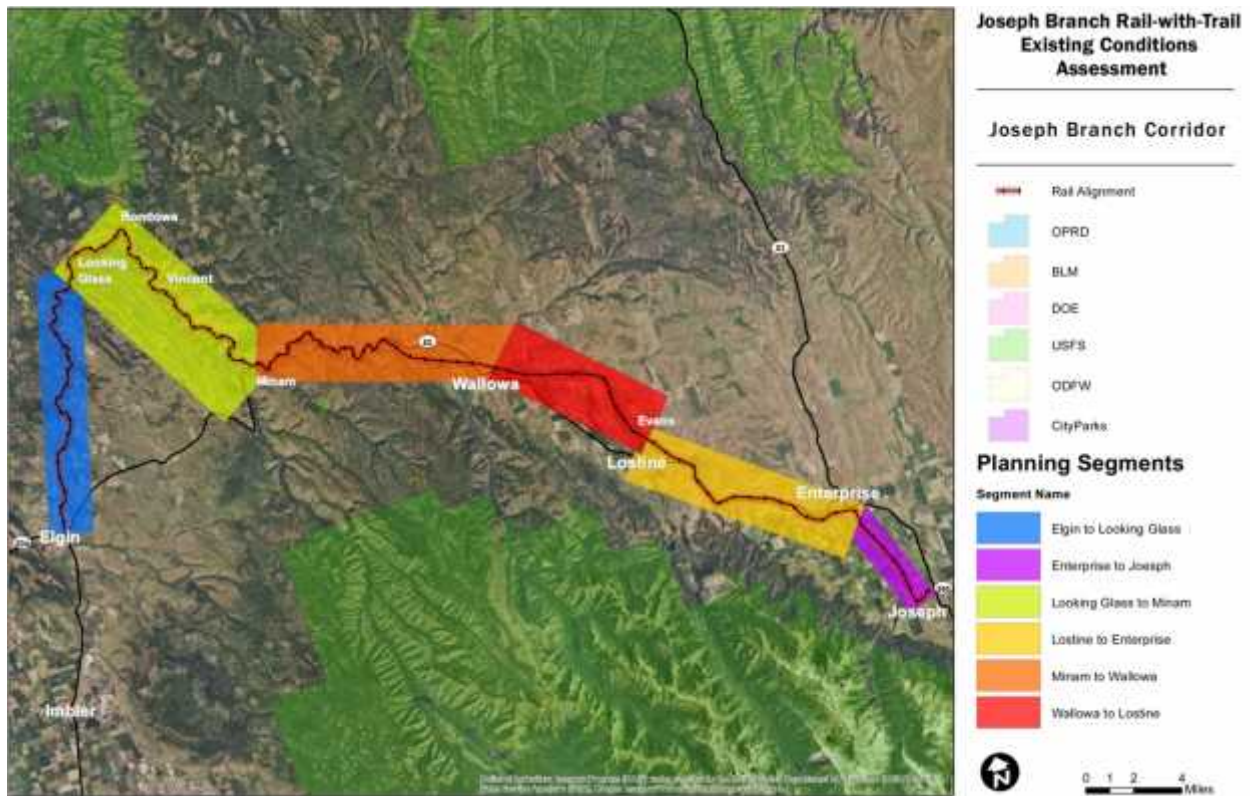 Joseph Branch Rail-with-Trail
Existing Conditions
Assessment
Joseph Branch Corridor
Rail Alignment
OPRD
BLM
DOE
USFS
ODFW
CityParks
Planning Segments
Segment Name
Elgin to Looking Glass
Enterprise to Joesph
Looking Glass to Minam
Lostine to Enterprise
Minam to Wallowa
Wallowa to Lostine
N
0 1 2 4
Miles
Rondowa
Looking
Glass
Vincent
Minam
Wallowa
Evans
Lostine
Enterprise
Elgin
Joseph
Imbler